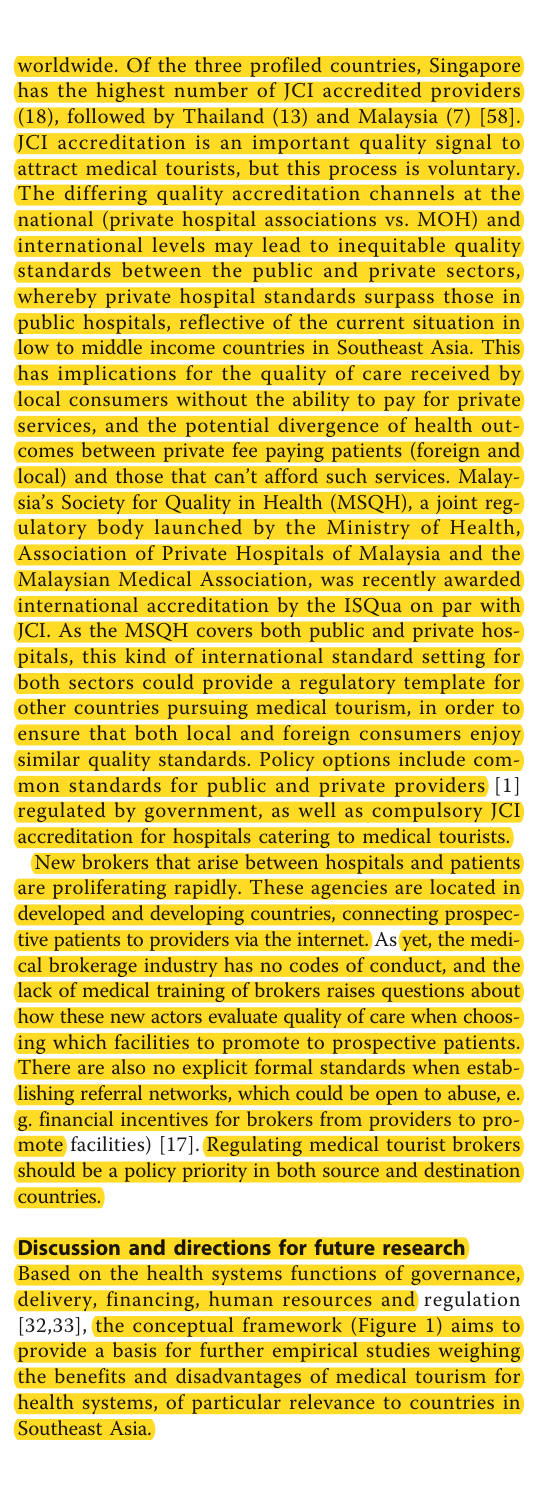 worldwide. Of the three profiled countries, Singapore
has the highest number of JCI accredited providers
(18), followed by Thailand (13) and Malaysia (7) [58].
JCI accreditation is an important quality signal to
attract medical tourists, but this process is voluntary.
The differing quality accreditation channels at the
national (private hospital associations vs. MOH) and
international levels may lead to inequitable quality
standards between the public and private sectors,
whereby private hospital standards surpass those in
public hospitals, reflective of the current situation in
low to middle income countries in Southeast Asia. This
has implications for the quality of care received by
local consumers without the ability to pay for private
services, and the potential divergence of health out-
comes between private fee paying patients (foreign and
local) and those that can't afford such services. Malay-
sia's Society for Quality in Health (MSQH), a joint reg-
ulatory body launched by the Ministry of Health,
Association of Private Hospitals of Malaysia and the
Malaysian Medical Association, was recently awarded
international accreditation by the ISQua on par with
JCI. As the MSQH covers both public and private hos-
pitals, this kind of international standard setting for
both sectors could provide a regulatory template for
other countries pursuing medical tourism, in order to
ensure that both local and foreign consumers enjoy
similar quality standards. Policy options include com-
mon standards for public and private providers [1]
regulated by government, as well as compulsory JCI
accreditation for hospitals catering to medical tourists.
New brokers that arise between hospitals and patients
are proliferating rapidly. These agencies are located in
developed and developing countries, connecting prospec-
tive patients to providers via the internet. As yet, the medi-
cal brokerage industry has no codes of conduct, and the
lack of medical training of brokers raises questions about
how these new actors evaluate quality of care when choos-
ing which facilities to promote to prospective patients.
There are also no explicit formal standards when estab-
lishing referral networks, which could be open to abuse, e.
g. financial incentives for brokers from providers to pro-
mote facilities) [17]. Regulating medical tourist brokers
should be a policy priority in both source and destination
countries.
Discussion and directions for future research
Based on the health systems functions of governance,
delivery, financing, human resources and regulation
[32,33], the conceptual framework (Figure 1) aims to
provide a basis for further empirical studies weighing
the benefits and disadvantages of medical tourism for
health systems, of particular relevance to countries in
Southeast Asia.